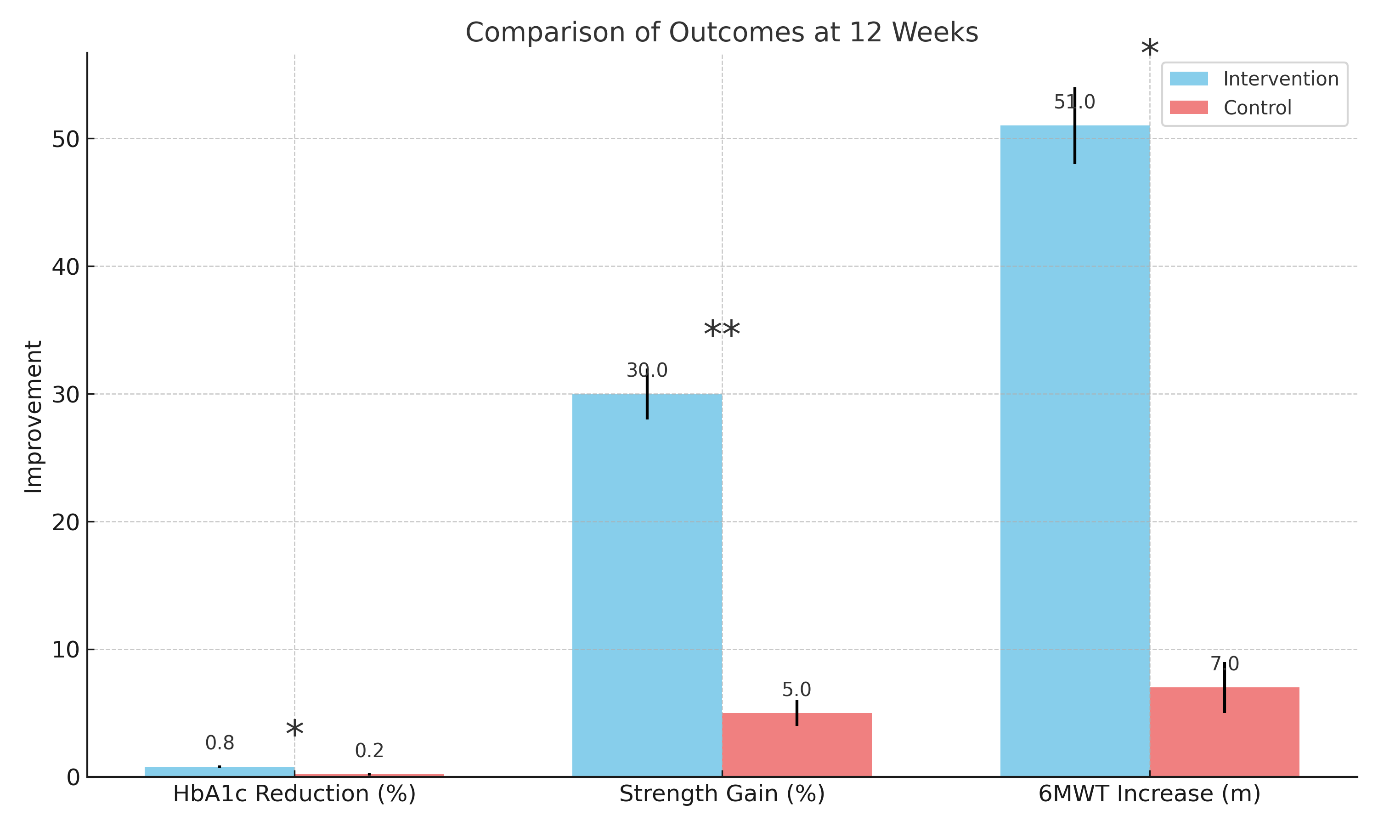 Comparison of Outcomes at 12 Weeks
*
Intervention
Control
51.0
50
40
**
30.0
30
Improvement
20
10
7.0
5.0
*
0.8
0.2
0
HbA1c Reduction (%)
Strength Gain (%)
6MWT Increase (m)